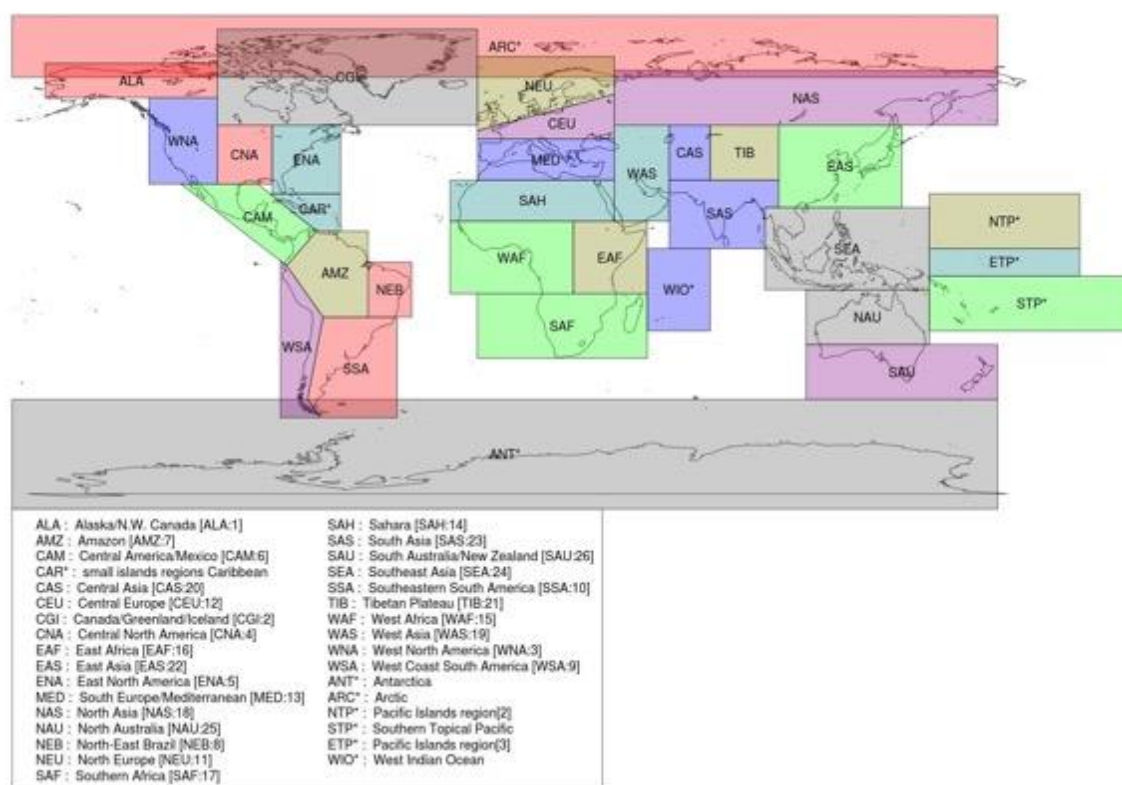 ARC*
ALA
CGI
NEU
NAS
CEU
WNA
CNA
ENA
MED
WAS
CAS
TIB
EAS
SAH
CAM
CAR*
SAS
NTP*
AMZ
WAF
EAF
SEA
ETP*
NEB
WIO*
STP*
SAF
NAU
WSA
SSA
SAU
ANT*
ALA : Alaska/N.W. Canada [ALA:1]
AMZ : Amazon [AMZ:7]
CAM : Central America/Mexico [CAM:6]
CAR* : small islands regions Caribbean
CAS : Central Asia [CAS:20]
CEU : Central Europe [CEU:12]
CGI : Canada/Greenland/Iceland [CGI:2]
CNA : Central North America [CNA:4]
EAF : East Africa [EAF:16]
EAS : East Asia [EAS:22]
ENA : East North America [ENA:5]
MED : South Europe/Mediterranean [MED:13]
NAS : North Asia [NAS:18]
NAU : North Australia [NAU:25]
NEB : North-East Brazil [NEB:8]
NEU : North Europe [NEU:11]
SAF : Southern Africa [SAF:17]
SAH : Sahara [SAH:14]
SAS : South Asia [SAS:23]
SAU : South Australia/New Zealand [SAU:26]
SEA : Southeast Asia [SEA:24]
SSA : Southeastern South America [SSA:10]
TIB : Tibetan Plateau [TIB:21]
WAF : West Africa [WAF:15]
WAS : West Asia [WAS:19]
WNA : West North America [WNA:3]
WSA : West Coast South America [WSA:9]
ANT* : Antarctica
ARC* : Arctic
NTP* : Pacific Islands region[2]
STP* : Southern Topical Pacific
ETP* : Pacific Islands region[3]
WIO* : West Indian Ocean